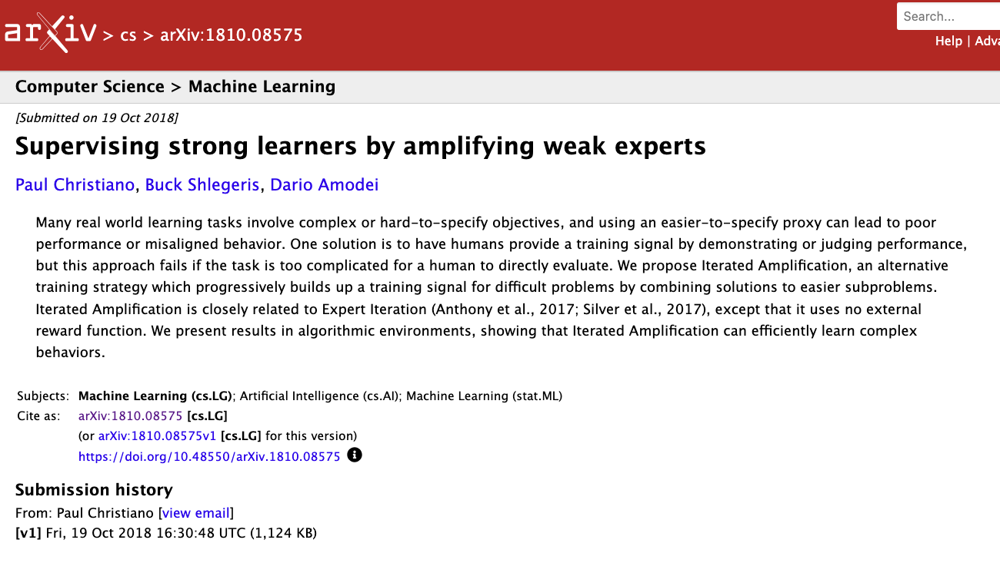 arXiv > cs > arXiv:1810.08575
Search...
Help | Adva
Computer Science > Machine Learning
[Submitted on 19 Oct 2018]
Supervising strong learners by amplifying weak experts
Paul Christiano, Buck Shlegeris, Dario Amodei
Many real world learning tasks involve complex or hard-to-specify objectives, and using an easier-to-specify proxy can lead to poor
performance or misaligned behavior. One solution is to have humans provide a training signal by demonstrating or judging performance,
but this approach fails if the task is too complicated for a human to directly evaluate. We propose Iterated Amplification, an alternative
training strategy which progressively builds up a training signal for difficult problems by combining solutions to easier subproblems.
Iterated Amplification is closely related to Expert Iteration (Anthony et al., 2017; Silver et al., 2017), except that it uses no external
reward function. We present results in algorithmic environments, showing that Iterated Amplification can efficiently learn complex
behaviors.
Subjects: Machine Learning (cs.LG); Artificial Intelligence (cs.AI); Machine Learning (stat.ML)
Cite as: arXiv:1810.08575 [cs.LG]
(or arXiv:1810.08575v1 [cs.LG] for this version)
https://doi.org/10.48550/arXiv.1810.08575
Submission history
From: Paul Christiano [view email]
[v1] Fri, 19 Oct 2018 16:30:48 UTC (1,124 KB)